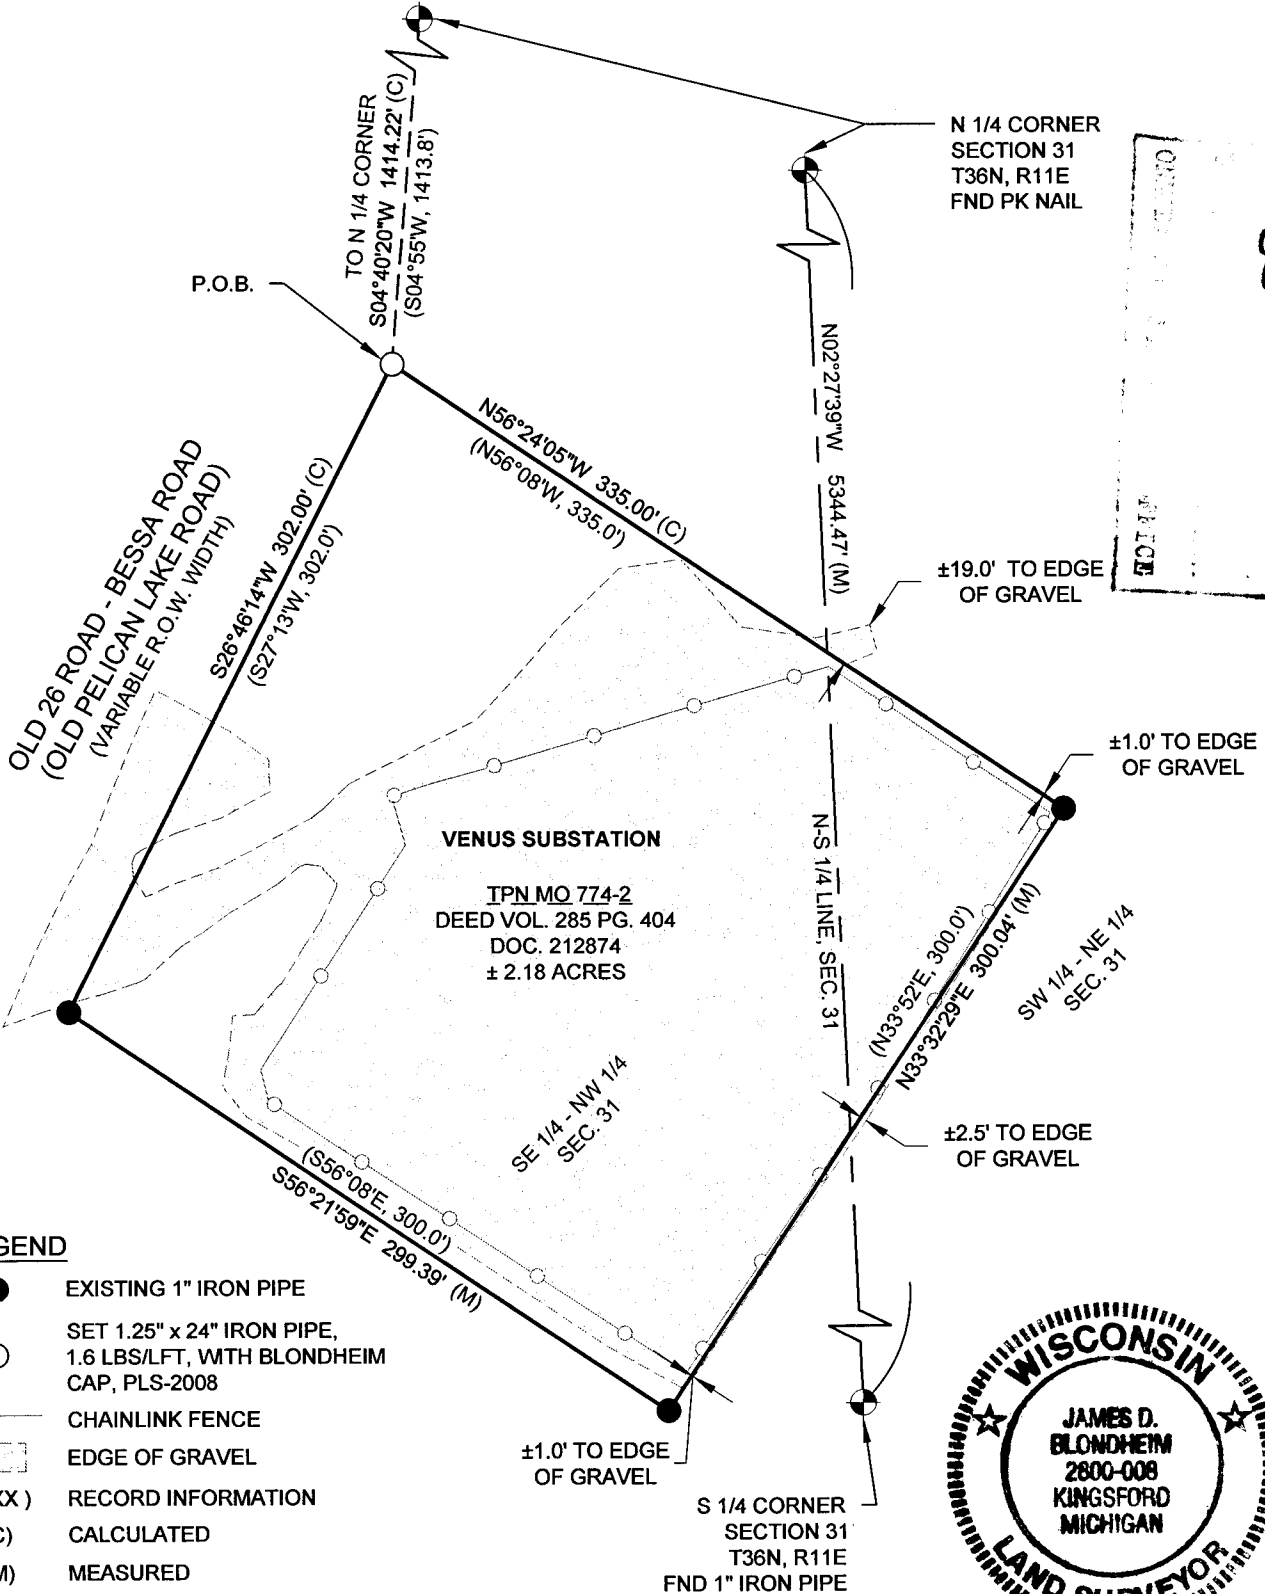 N 1/4 CORNER
SECTION 31
T36N, R11E
FND PK NAIL
TO N 1/4 CORNER
S04°40'20"W 1414.22' (C)
(S04°55'W, 1413.8')
P.O.B.
N56°24'05"W 335.00' (C)
(N56°08'W, 335.0')
N02°27'39"W 5344.47' (M)
OLD 26 ROAD - BESSA ROAD
(OLD PELICAN LAKE ROAD)
(VARIABLE R.O.W. WIDTH)
S26°46'14"W 302.00' (C)
(S27°13'W, 302.0')
±19.0' TO EDGE
OF GRAVEL
±1.0' TO EDGE
OF GRAVEL
VENUS SUBSTATION
TPN MO 774-2
DEED VOL. 285 PG. 404
DOC. 212874
± 2.18 ACRES
N-S 1/4 LINE, SEC. 31
(N33°52'E, 300.0')
N33°32'29"E 300.04' (M)
SW 1/4 - NE 1/4
SEC. 31
SE 1/4 - NW 1/4
SEC. 31
±2.5' TO EDGE
OF GRAVEL
(S56°08'E, 300.0')
S56°21'59"E 299.39' (M)
±1.0' TO EDGE
OF GRAVEL
S 1/4 CORNER
SECTION 31
T36N, R11E
FND 1" IRON PIPE
GEND
EXISTING 1" IRON PIPE
SET 1.25" x 24" IRON PIPE,
1.6 LBS/LFT, WITH BLONDHEIM
CAP, PLS-2008
CHAINLINK FENCE
EDGE OF GRAVEL
XX ) RECORD INFORMATION
C) CALCULATED
M) MEASURED
WISCONSIN
JAMES D.
BLONDHEIM
2800-008
KINGSFORD
MICHIGAN
LAND SURVEYOR